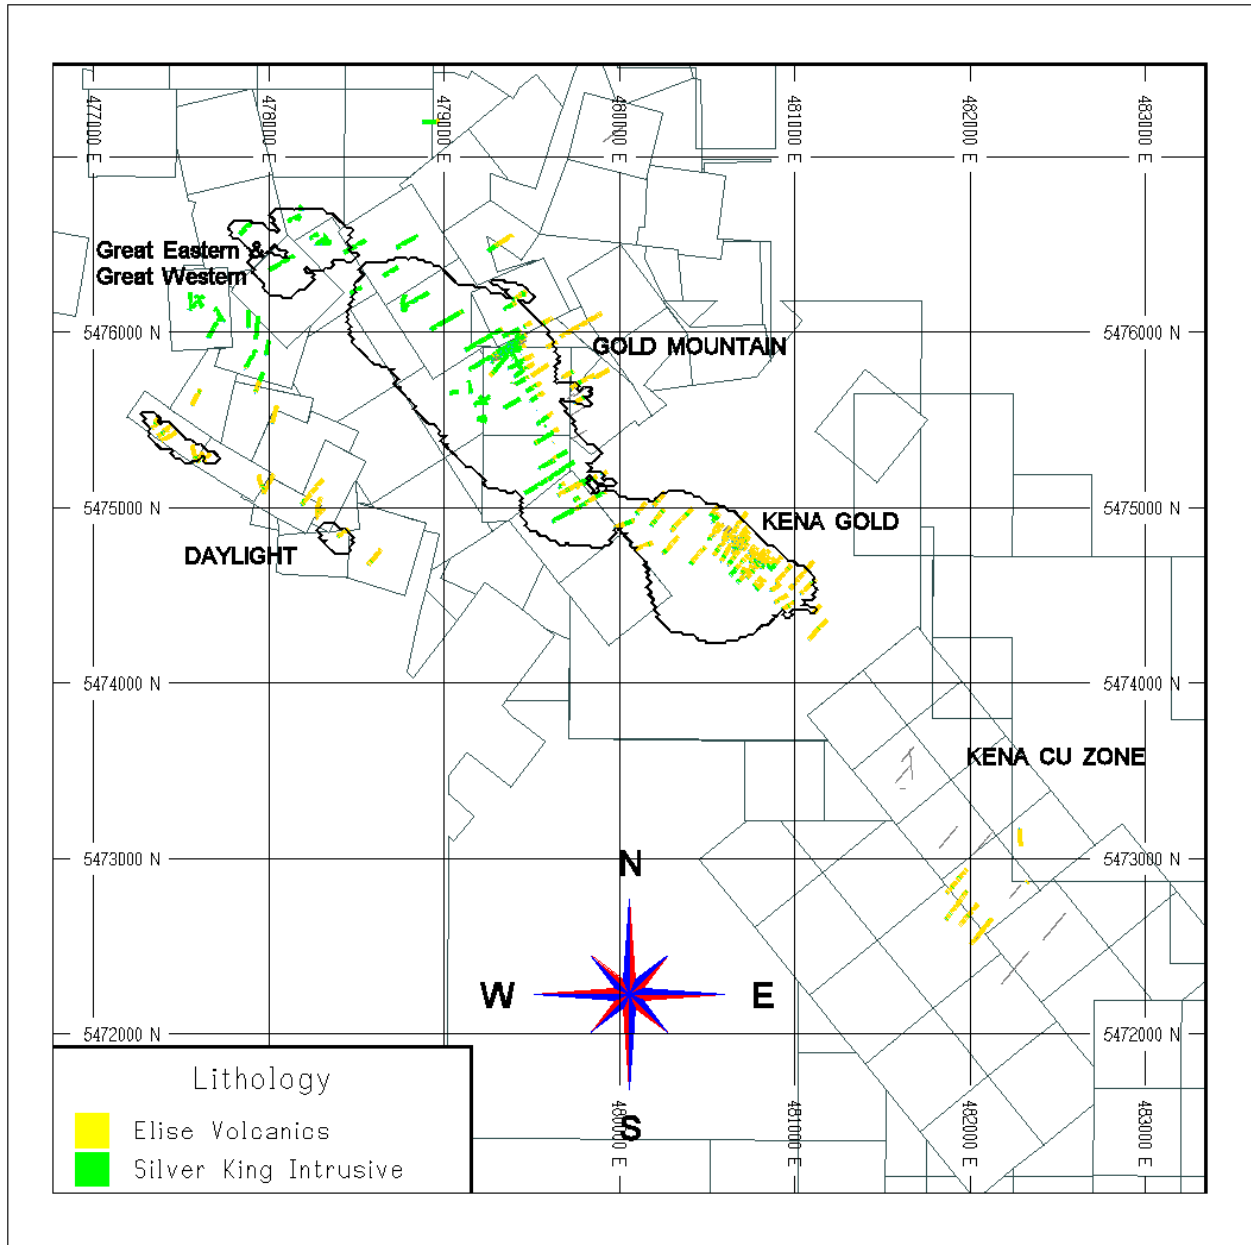 477000 E
478000 E
479000 E
480000 E
481000 E
482000 E
483000 E
Great Eastern &
Great Western
5476000 N
5476000 N
GOLD MOUNTAIN
5475000 N
5475000 N
KENA GOLD
DAYLIGHT
5474000 N
5474000 N
KENA CU ZONE
5473000 N
5473000 N
N
W
E
S
5472000 N
5472000 N
480000 E
481000 E
482000 E
483000 E
Lithology
Elise Volcanics
Silver King Intrusive